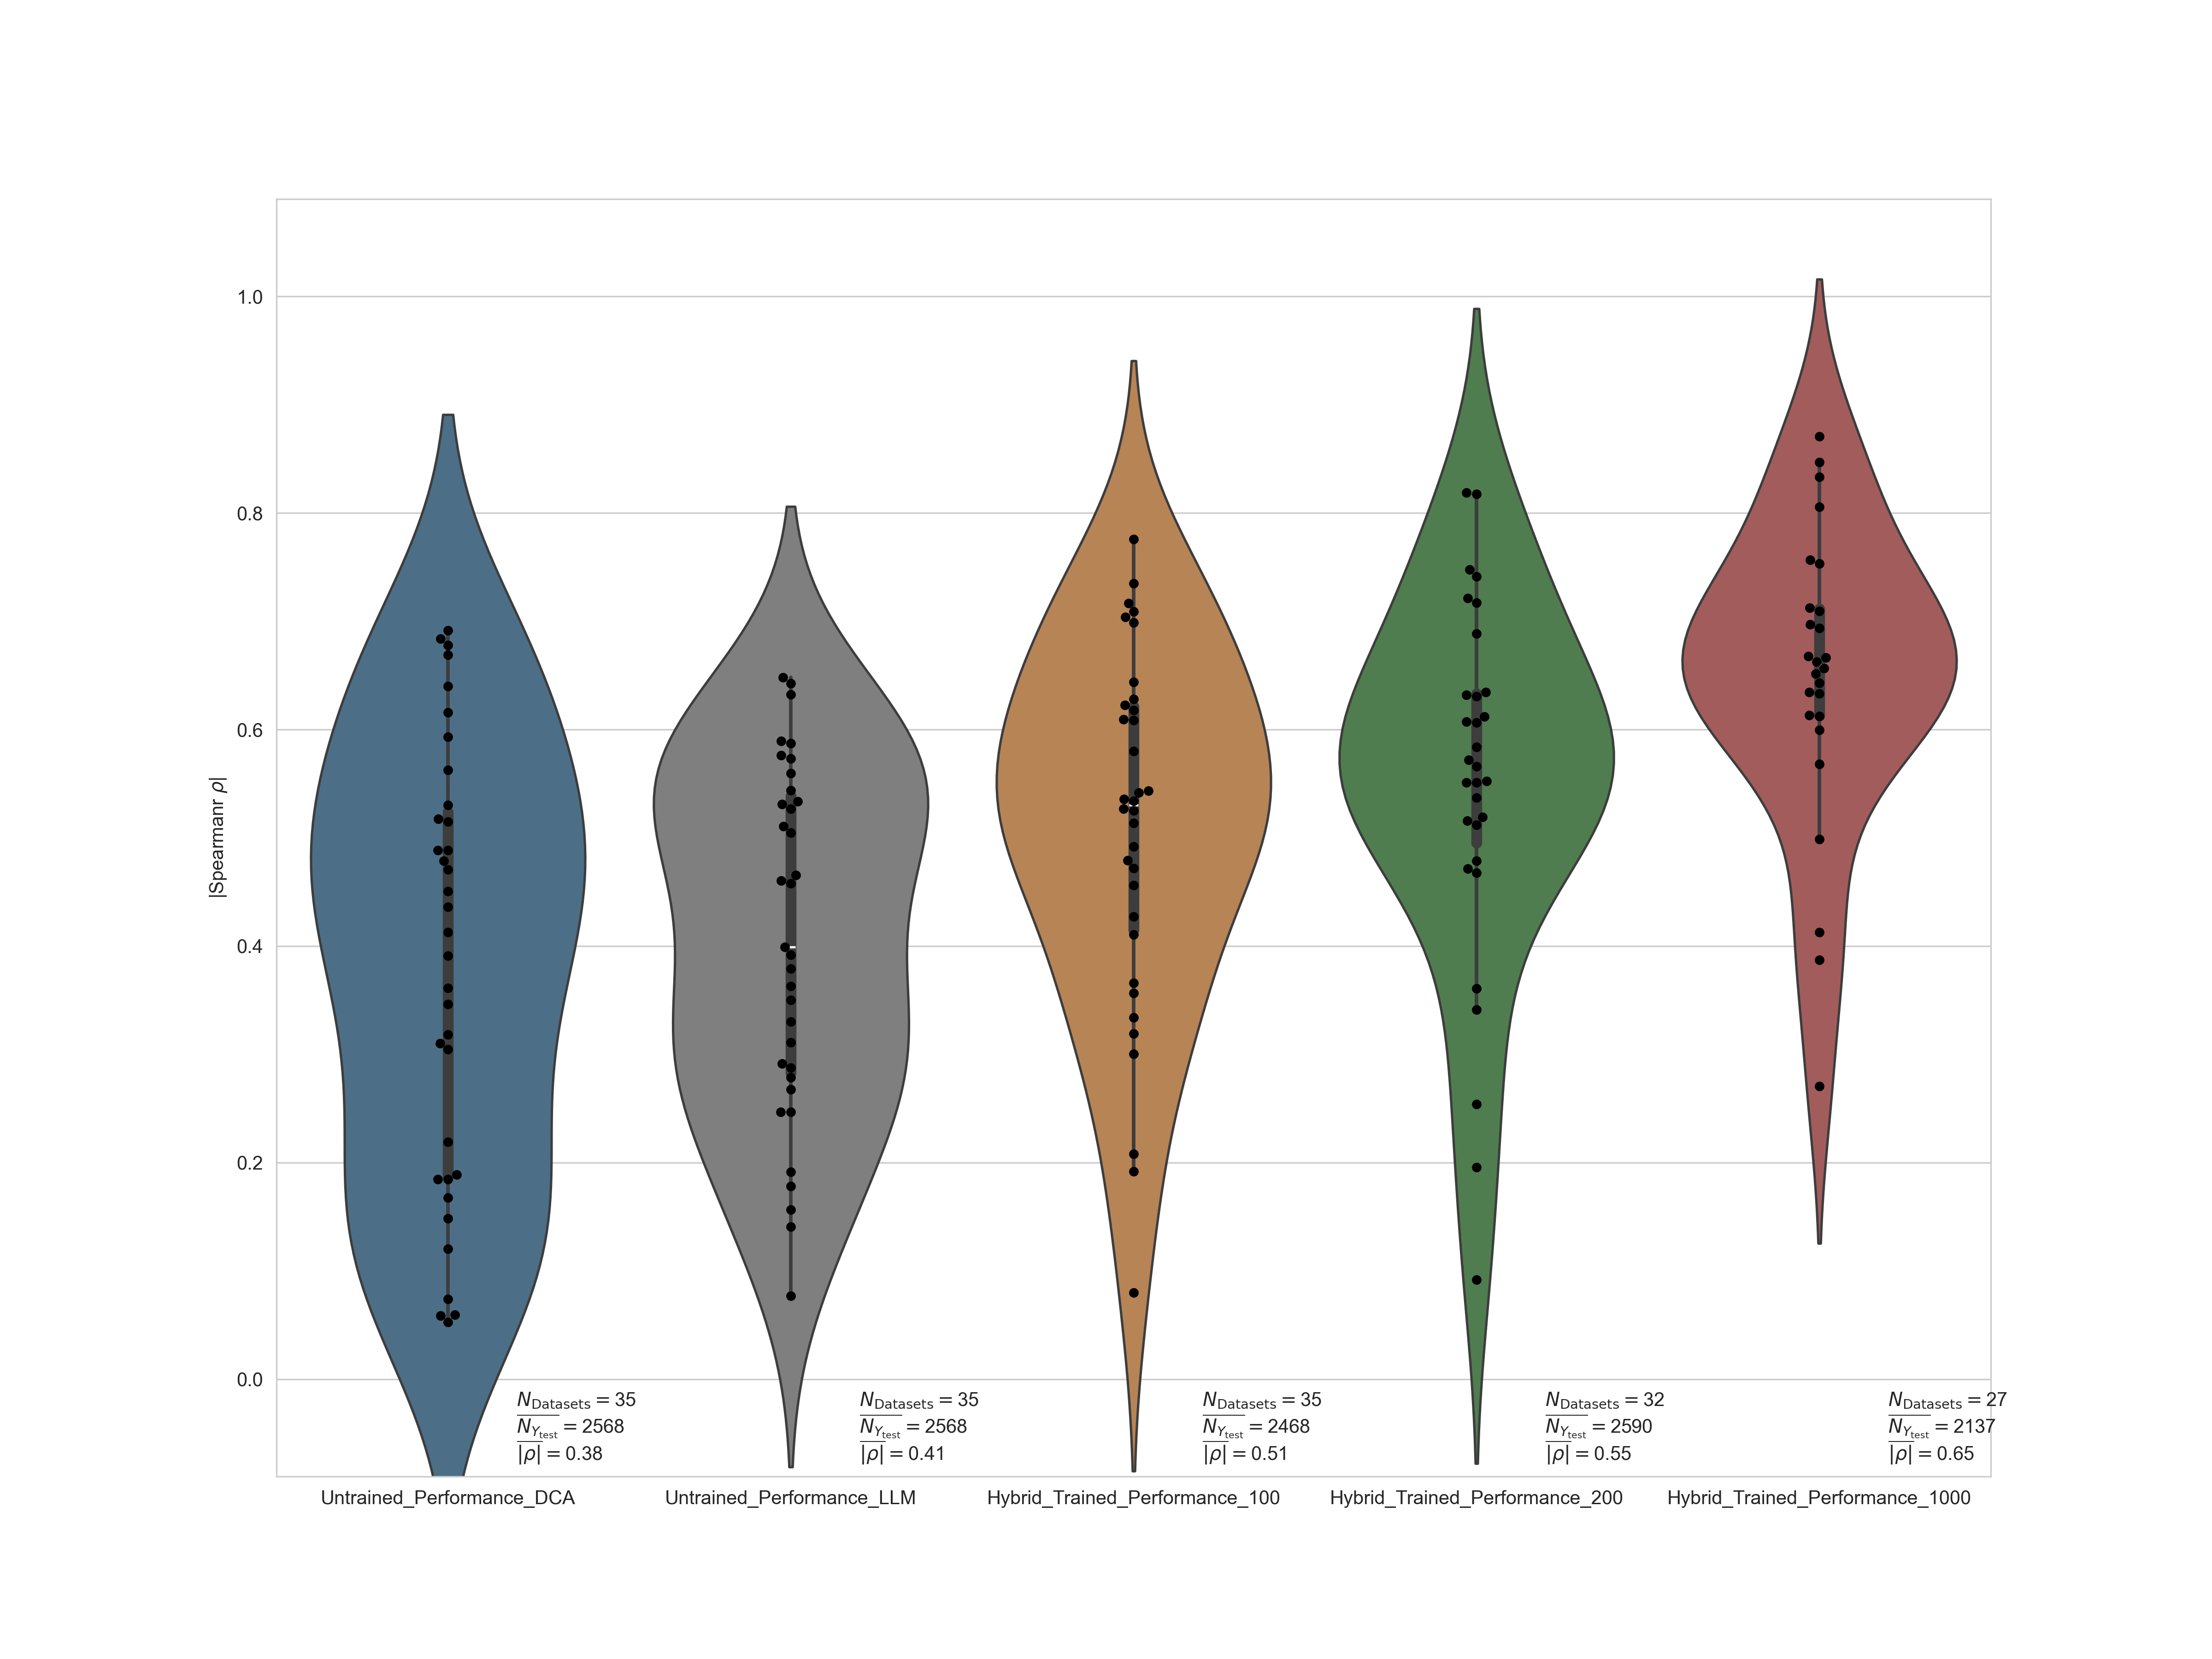 1.0
0.8
0.6
0.4
0.2
0.0
|Spearmanr ρ|
N_Datasets = 35
N_Y_test = 2568
|ρ| = 0.38
N_Datasets = 35
N_Y_test = 2568
|ρ| = 0.41
N_Datasets = 35
N_Y_test = 2468
|ρ| = 0.51
N_Datasets = 32
N_Y_test = 2590
|ρ| = 0.55
N_Datasets = 27
N_Y_test = 2137
|ρ| = 0.65
Untrained_Performance_DCA
Untrained_Performance_LLM
Hybrid_Trained_Performance_100
Hybrid_Trained_Performance_200
Hybrid_Trained_Performance_1000